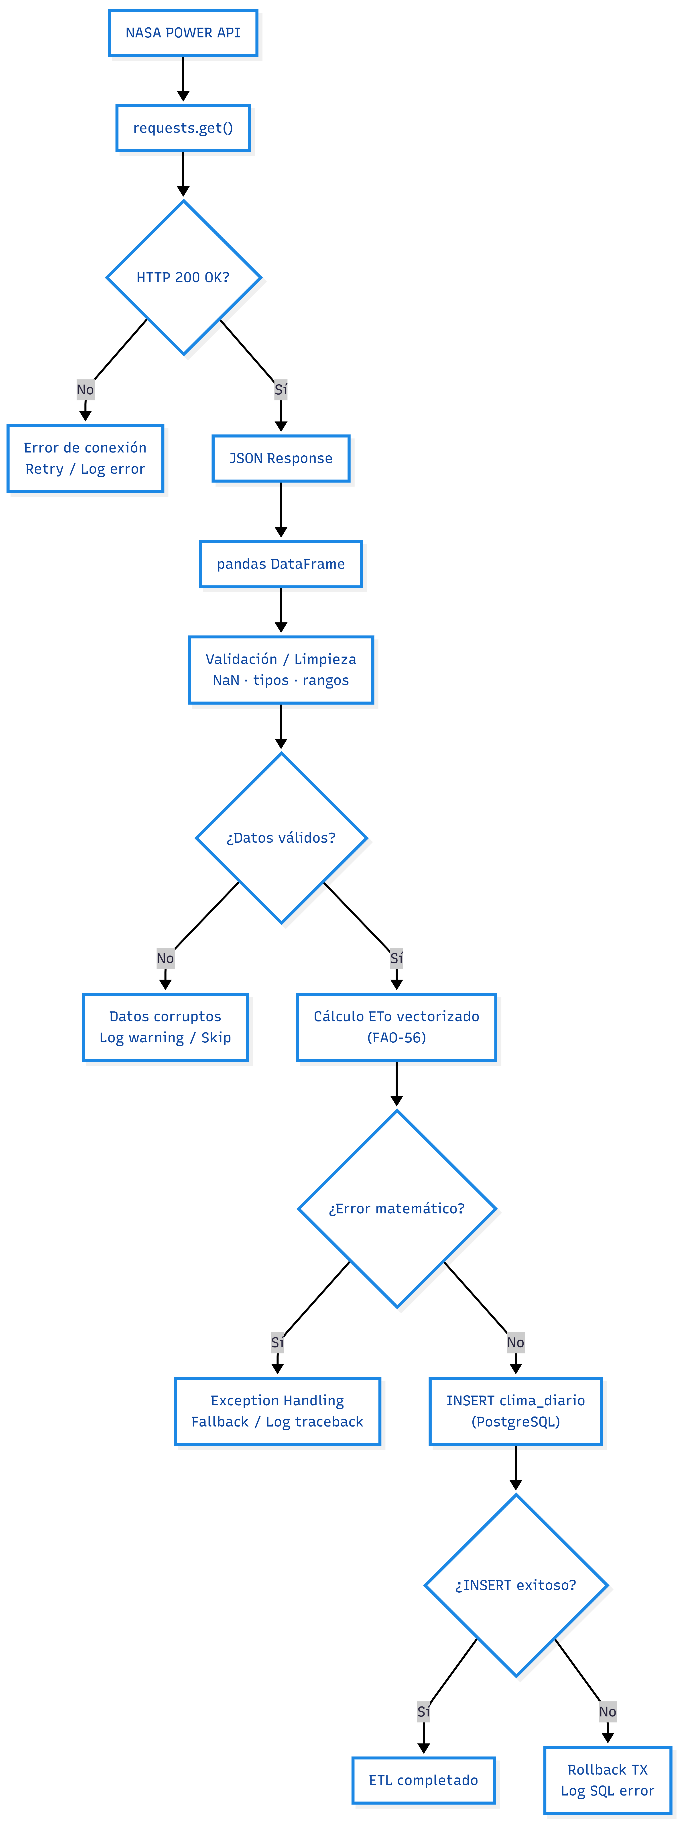 NASA POWER API
requests.get()
HTTP 200 OK?
No
Sí
Error de conexión
Retry / Log error
JSON Response
pandas DataFrame
Validación / Limpieza
NaN · tipos · rangos
¿Datos válidos?
No
Sí
Datos corruptos
Log warning / Skip
Cálculo ETo vectorizado
(FAO-56)
¿Error matemático?
Sí
No
Exception Handling
Fallback / Log traceback
INSERT clima_diario
(PostgreSQL)
¿INSERT exitoso?
Sí
No
ETL completado
Rollback TX
Log SQL error